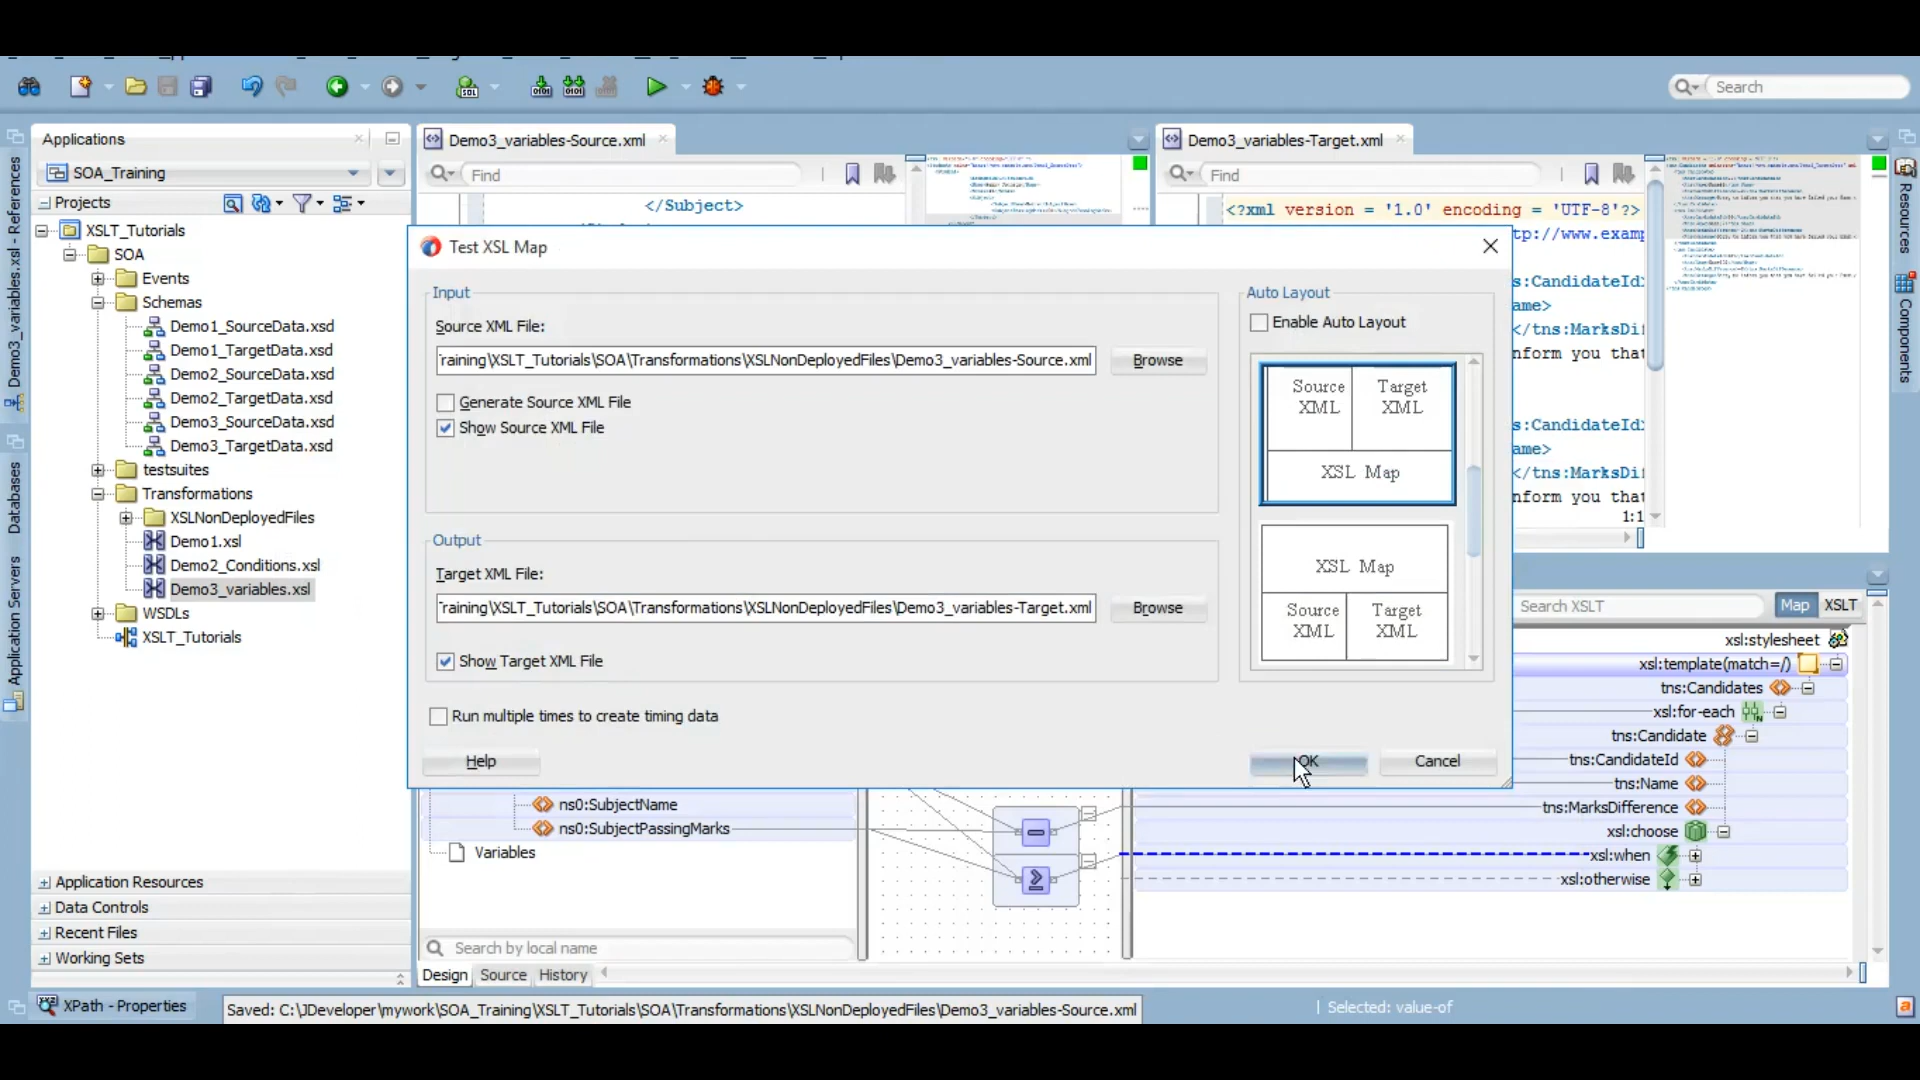 Search
Applications
SOA_Training
Projects
XSLT_Tutorials
SOA
Events
Schemas
Demo1_SourceData.xsd
Demo1_TargetData.xsd
Demo2_SourceData.xsd
Demo2_TargetData.xsd
Demo3_SourceData.xsd
Demo3_TargetData.xsd
testsuites
Transformations
XSLNonDeployedFiles
Demo1.xsl
Demo2_Conditions.xsl
Demo3_variables.xsl
WSDLs
XSLT_Tutorials
Application Resources
Data Controls
Recent Files
Working Sets
Demo3_variables.xsl - References
Databases
Application Servers
Demo3_variables-Source.xml
Find
</Subject>
Demo3_variables-Target.xml
Find
<?xml version = '1.0' encoding = 'UTF-8'?>
tp://www.examp
s:CandidateId>
ame>
</tns:MarksDif
nform you that
s:CandidateId>
ame>
</tns:MarksDif
nform you that
1:1
Resources
Components
Test XSL Map
Input
Source XML File:
Training\XSLT_Tutorials\SOA\Transformations\XSLNonDeployedFiles\Demo3_variables-Source.xml
Browse
Generate Source XML File
Show Source XML File
Output
Target XML File:
Training\XSLT_Tutorials\SOA\Transformations\XSLNonDeployedFiles\Demo3_variables-Target.xml
Browse
Show Target XML File
Run multiple times to create timing data
Help
OK
Cancel
Auto Layout
Enable Auto Layout
Source XML
Target XML
XSL Map
XSL Map
Source XML
Target XML
Search XSLT
Map
XSLT
xsl:stylesheet
xsl:template(match=/)
tns:Candidates
xsl:for-each
tns:Candidate
tns:CandidateId
tns:Name
tns:MarksDifference
xsl:choose
xsl:when
xsl:otherwise
ns0:SubjectName
ns0:SubjectPassingMarks
Variables
Search by local name
Design
Source
History
XPath - Properties
Saved: C:\JDeveloper\mywork\SOA_Training\XSLT_Tutorials\SOA\Transformations\XSLNonDeployedFiles\Demo3_variables-Source.xml
Selected: value-of